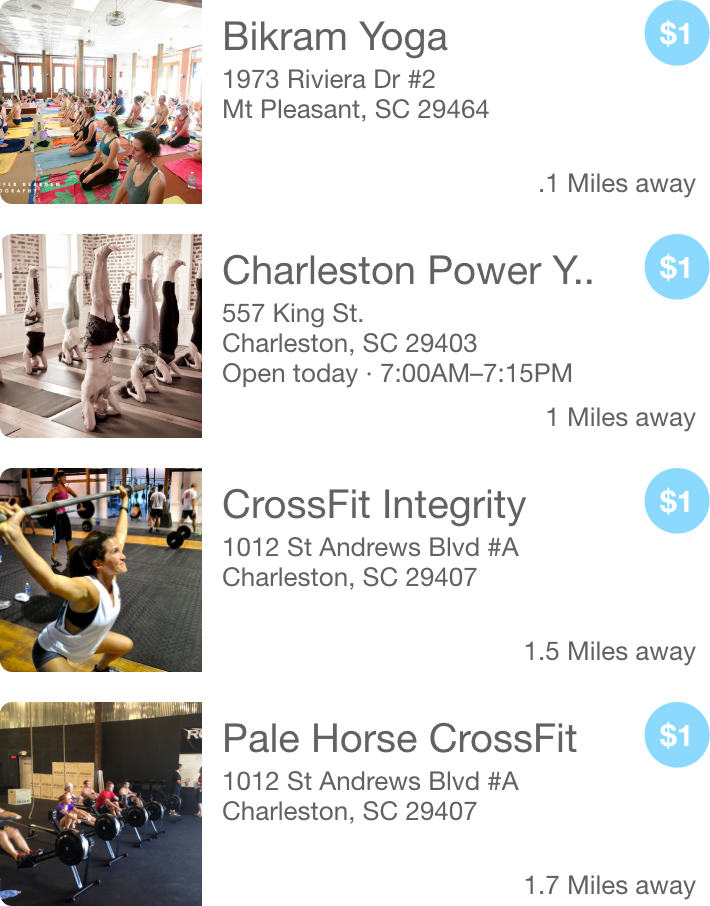 Bikram Yoga
$1
1973 Riviera Dr #2
Mt Pleasant, SC 29464
.1 Miles away
Charleston Power Y..
$1
557 King St.
Charleston, SC 29403
Open today · 7:00AM–7:15PM
1 Miles away
CrossFit Integrity
$1
1012 St Andrews Blvd #A
Charleston, SC 29407
1.5 Miles away
Pale Horse CrossFit
$1
1012 St Andrews Blvd #A
Charleston, SC 29407
1.7 Miles away